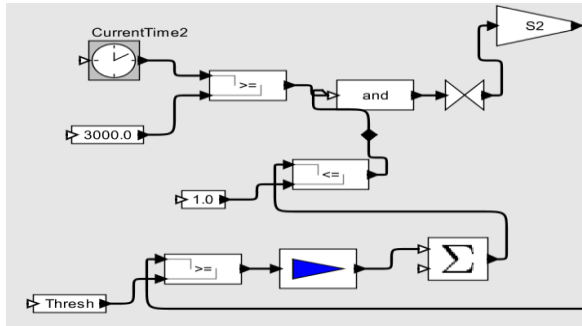 CurrentTime2
S2
>=
and
3000.0
<=
1.0
>=
Σ
Thresh